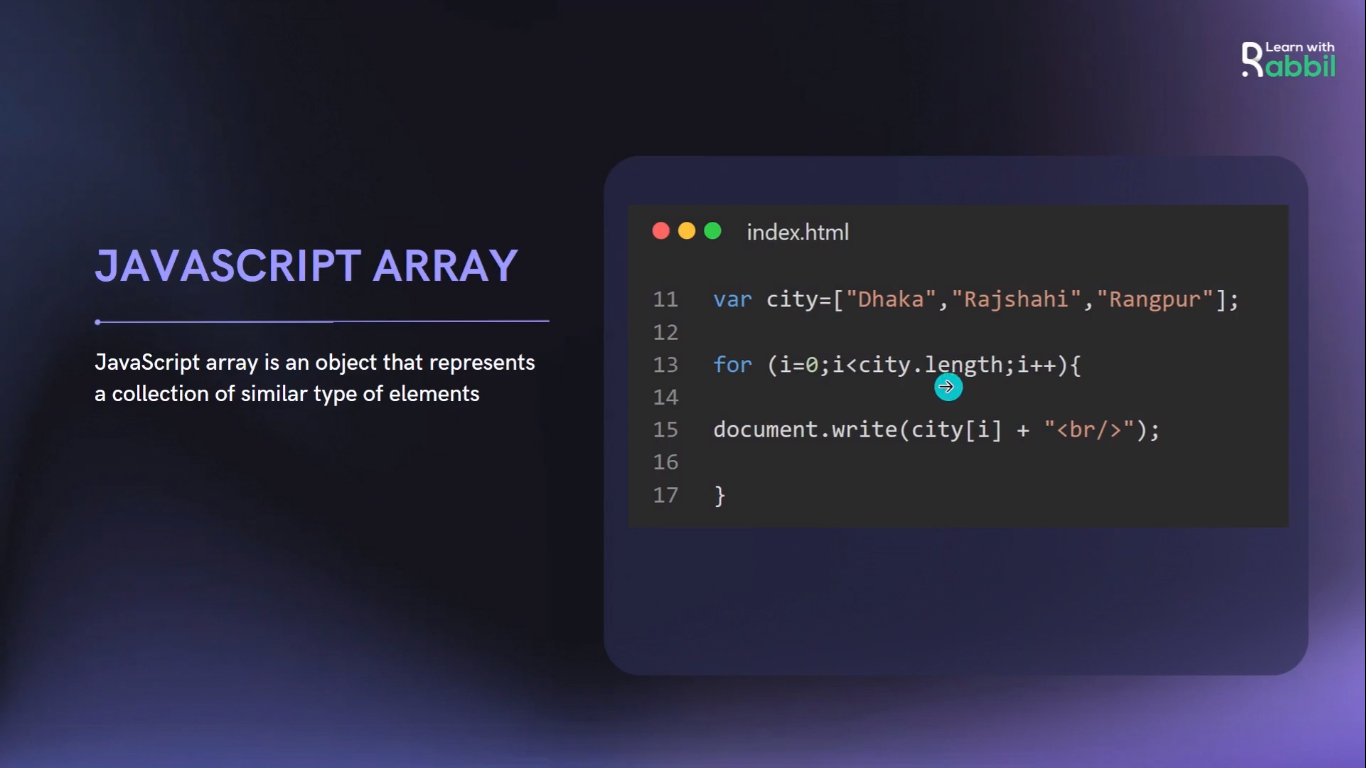 Learn with
Rabbil
JAVASCRIPT ARRAY
JavaScript array is an object that represents
a collection of similar type of elements
index.html
11 var city=["Dhaka","Rajshahi","Rangpur"];
12
13 for (i=0;i<city.length;i++){
14
15 document.write(city[i] + "<br/>");
16
17 }